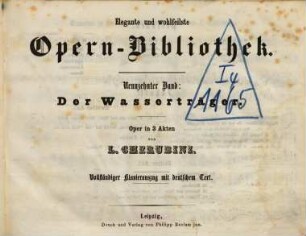 Elegante und wohlfeilste
Opern-Bibliothek.
Neunzehnter Band:
Der Wasserträger.
Oper in 3 Akten
von
L. CHERUBINI.
Vollständiger Klavierauszug mit deutschem Text.
Leipzig,
Druck und Verlag von Philipp Reclam jun.